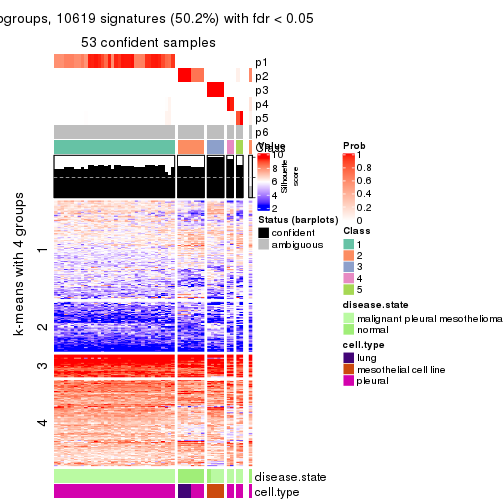 ogroups, 10619 signatures (50.2%) with fdr < 0.05
53 confident samples
p1
p2
p3
p4
p5
p6
Class
k-means with 4 groups
1
2
3
4
Silhouette
score
Value
10
8
6
4
2
Status (barplots)
confident
ambiguous
Prob
1
0.8
0.6
0.4
0.2
0
Class
1
2
3
4
5
disease.state
malignant pleural mesothelioma
normal
cell.type
lung
mesothelial cell line
pleural
disease.state
cell.type